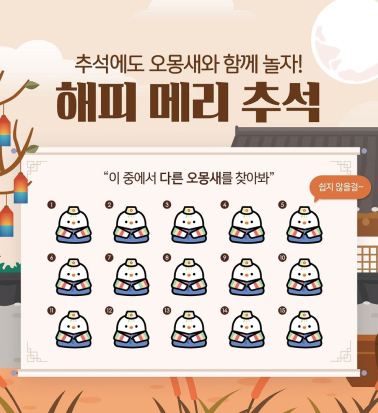 추석에도 오몽새와 함께 놀자!
해피 메리 추석
“이 중에서 다른 오몽새를 찾아봐”
쉽지 않을걸~
1 2 3 4 5
6 7 8 9 10
11 12 13 14 15